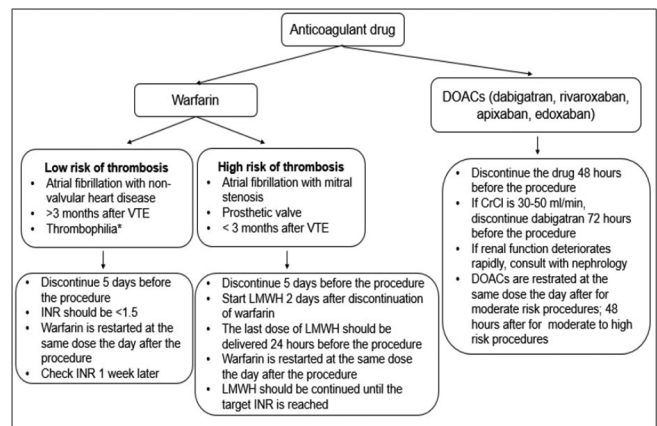 Anticoagulant drug
Warfarin
DOACs (dabigatran, rivaroxaban,
apixaban, edoxaban)
Low risk of thrombosis
• Atrial fibrillation with non-
valvular heart disease
• >3 months after VTE
• Thrombophilia*
High risk of thrombosis
• Atrial fibrillation with mitral
stenosis
• Prosthetic valve
• < 3 months after VTE
• Discontinue the drug 48 hours
before the procedure
• If CrCl is 30-50 ml/min,
discontinue dabigatran 72 hours
before the procedure
• If renal function deteriorates
rapidly, consult with nephrology
• DOACs are restrated at the
same dose the day after for
moderate risk procedures; 48
hours after for moderate to high
risk procedures
• Discontinue 5 days before
the procedure
• INR should be <1.5
• Warfarin is restarted at the
same dose the day after the
procedure
• Check INR 1 week later
• Discontinue 5 days before the procedure
• Start LMWH 2 days after discontinuation
of warfarin
• The last dose of LMWH should be
delivered 24 hours before the procedure
• Warfarin is restarted at the same dose
the day after the procedure
• LMWH should be continued until the
target INR is reached